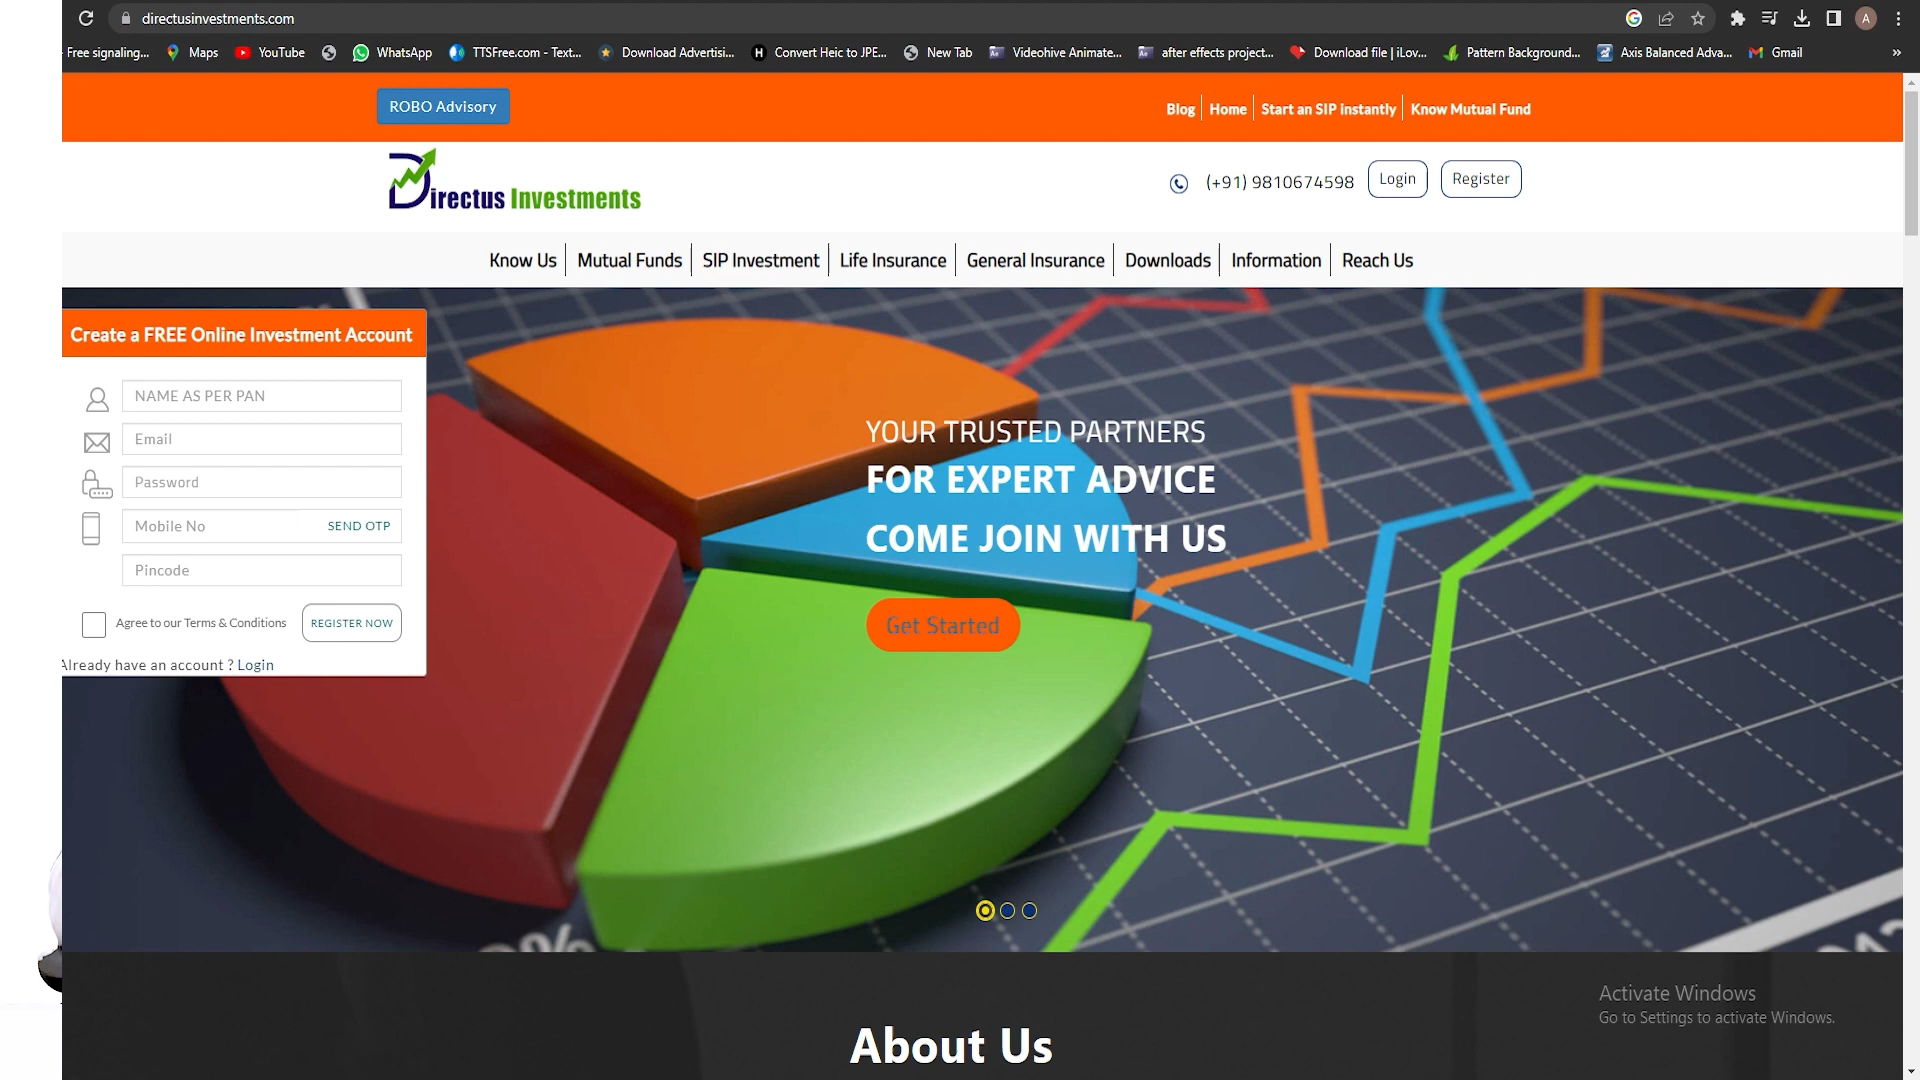 directusinvestments.com
Free signaling... Maps YouTube WhatsApp TTSFree.com - Text... Download Advertisi... Convert Heic to JPE... New Tab Videohive Animate... after effects project... Download file | iLov... Pattern Background... Axis Balanced Adva... Gmail »
ROBO Advisory
Blog Home Start an SIP instantly Know Mutual Fund
Directus Investments
(+91) 9810674598 Login Register
Know Us Mutual Funds SIP Investment Life Insurance General Insurance Downloads Information Reach Us
Create a FREE Online Investment Account
NAME AS PER PAN
Email
Password
Mobile No SEND OTP
Pincode
Agree to our Terms & Conditions REGISTER NOW
Already have an account ? Login
YOUR TRUSTED PARTNERS
FOR EXPERT ADVICE
COME JOIN WITH US
Get Started
About Us
Activate Windows
Go to Settings to activate Windows.